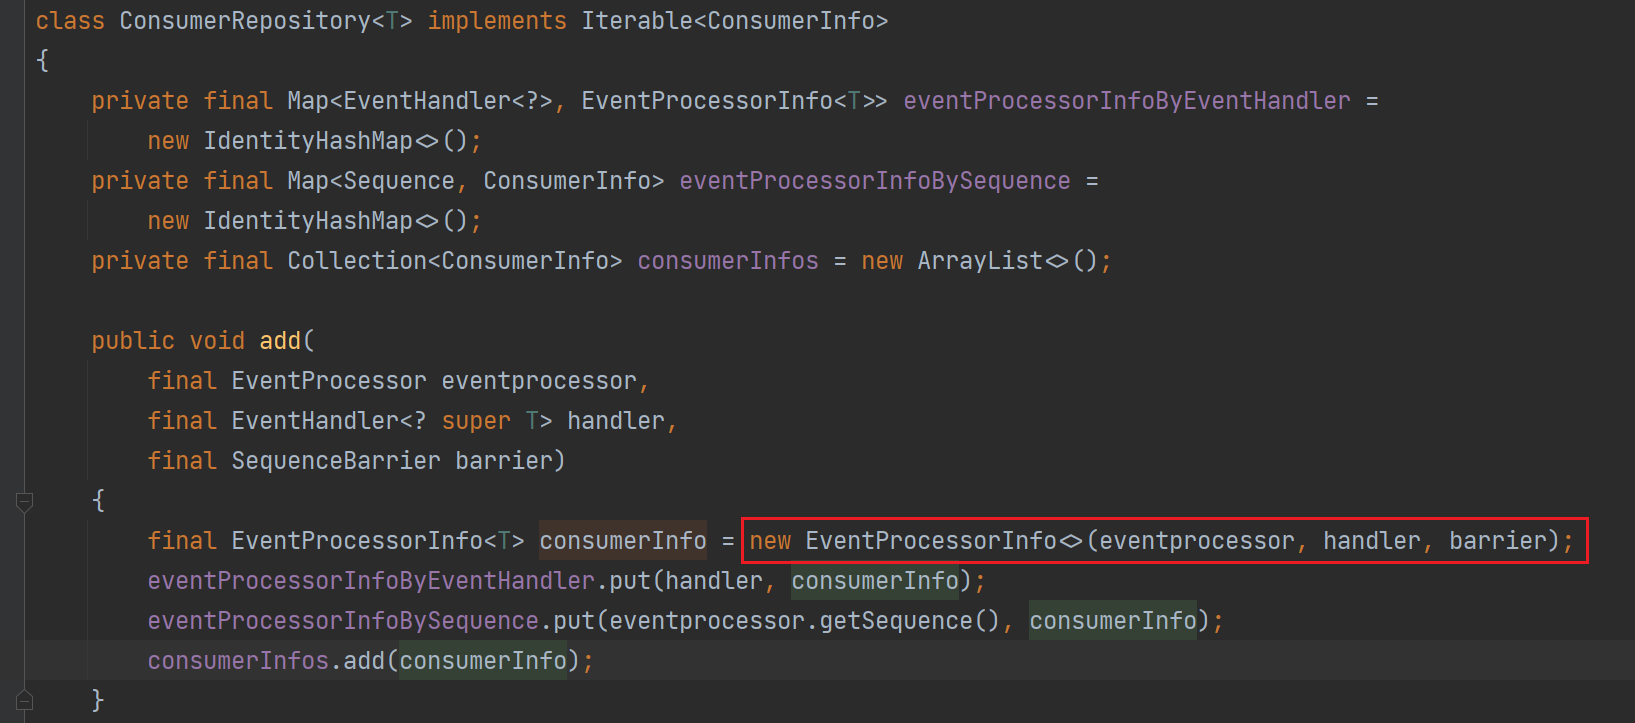 class ConsumerRepository<T> implements Iterable<ConsumerInfo>
{
private final Map<EventHandler<?>, EventProcessorInfo<T>> eventProcessorInfoByEventHandler =
new IdentityHashMap<>();
private final Map<Sequence, ConsumerInfo> eventProcessorInfoBySequence =
new IdentityHashMap<>();
private final Collection<ConsumerInfo> consumerInfos = new ArrayList<>();
public void add(
final EventProcessor eventprocessor,
final EventHandler<? super T> handler,
final SequenceBarrier barrier)
{
final EventProcessorInfo<T> consumerInfo = new EventProcessorInfo<>(eventprocessor, handler, barrier);
eventProcessorInfoByEventHandler.put(handler, consumerInfo);
eventProcessorInfoBySequence.put(eventprocessor.getSequence(), consumerInfo);
consumerInfos.add(consumerInfo);
}